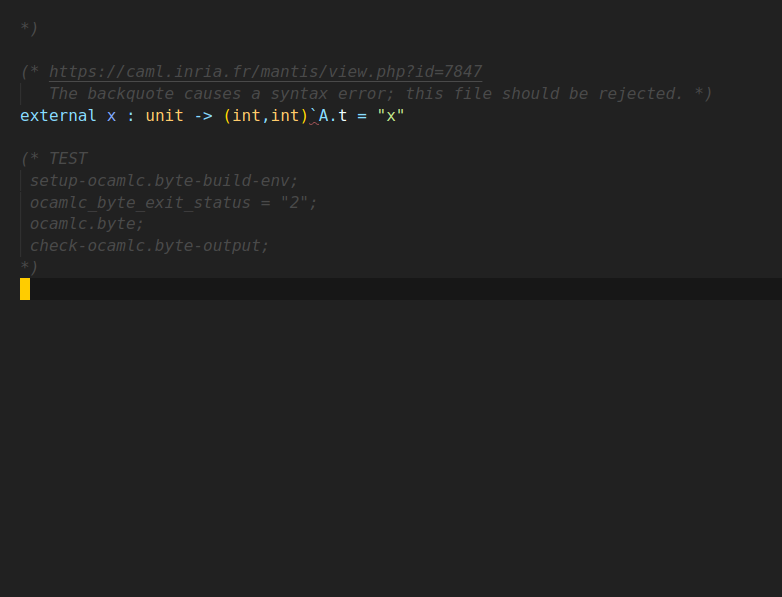 *)
(* https://caml.inria.fr/mantis/view.php?id=7847
The backquote causes a syntax error; this file should be rejected. *)
external x : unit -> (int,int)`A.t = "x"
(* TEST
setup-ocamlc.byte-build-env;
ocamlc_byte_exit_status = "2";
ocamlc.byte;
check-ocamlc.byte-output;
*)